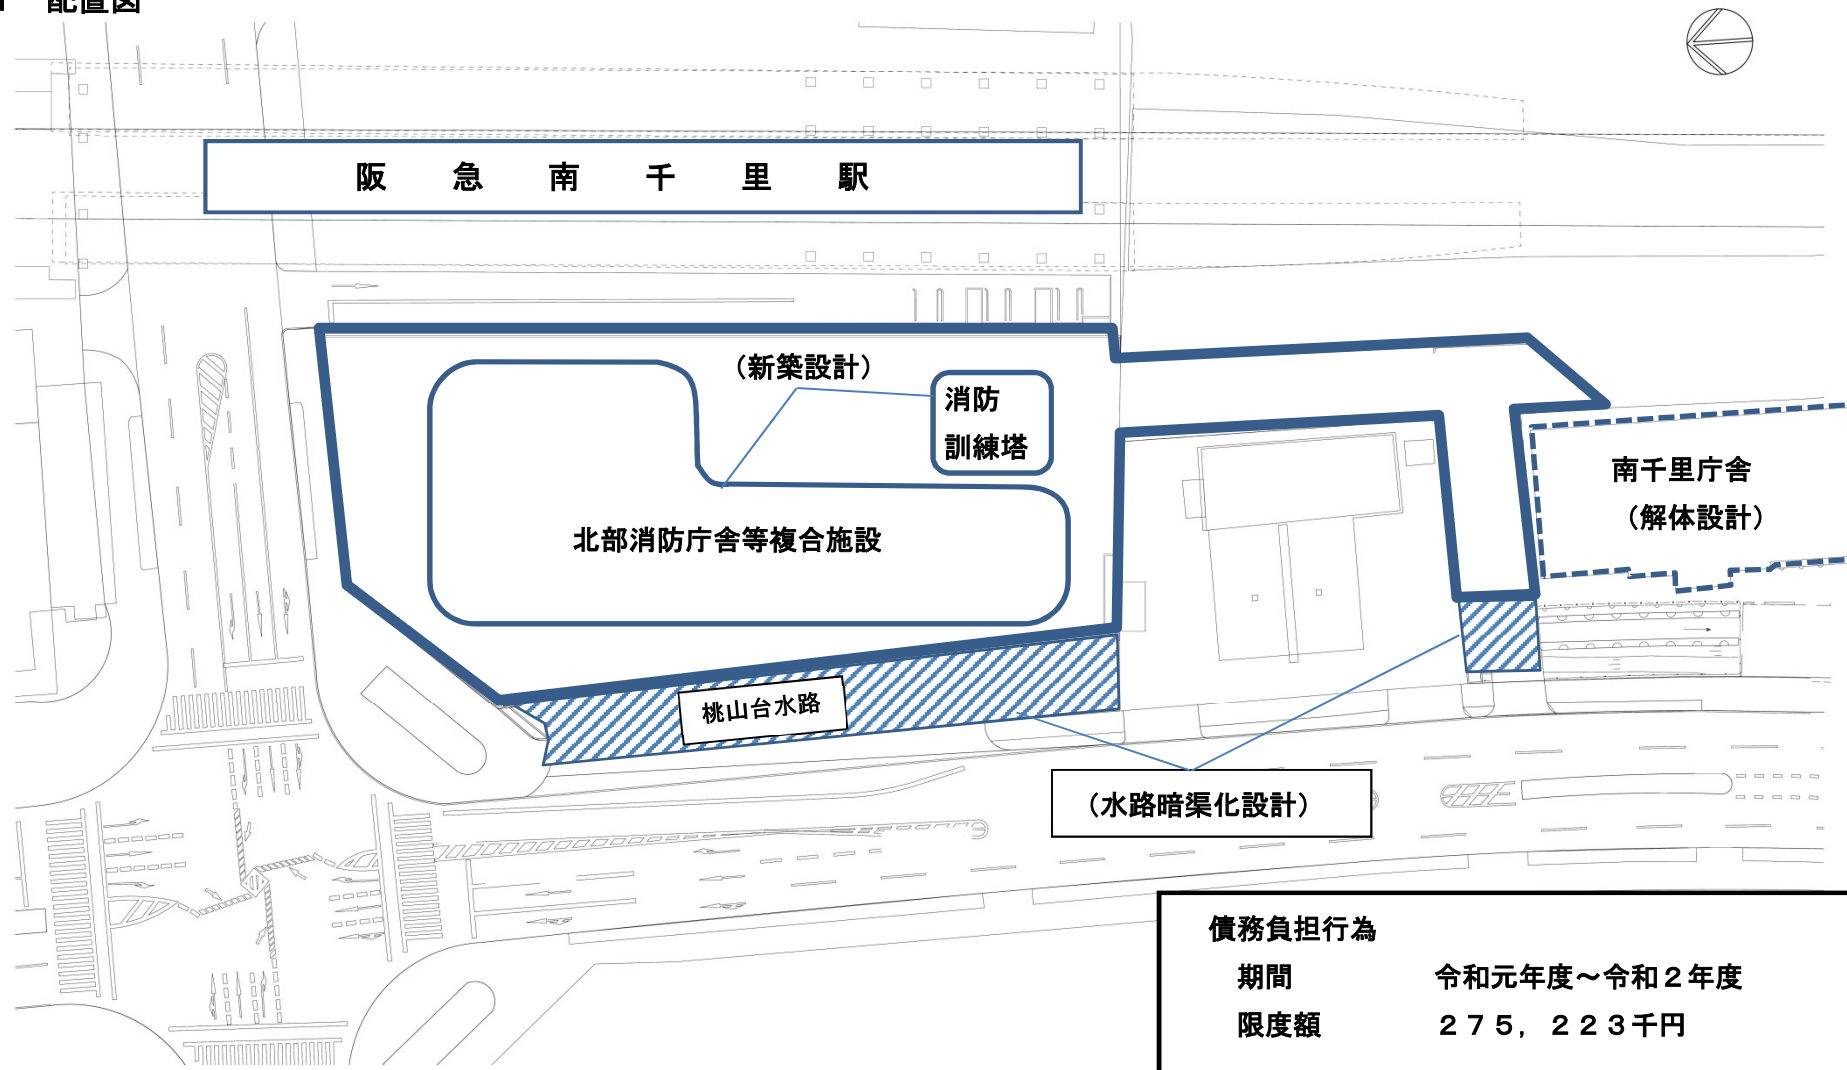 配置図
阪急南千里駅
（新築設計）
消防
訓練塔
北部消防庁舎等複合施設
南千里庁舎
（解体設計）
桃山台水路
（水路暗渠化設計）
債務負担行為
期間　令和元年度～令和２年度
限度額　２７５，２２３千円